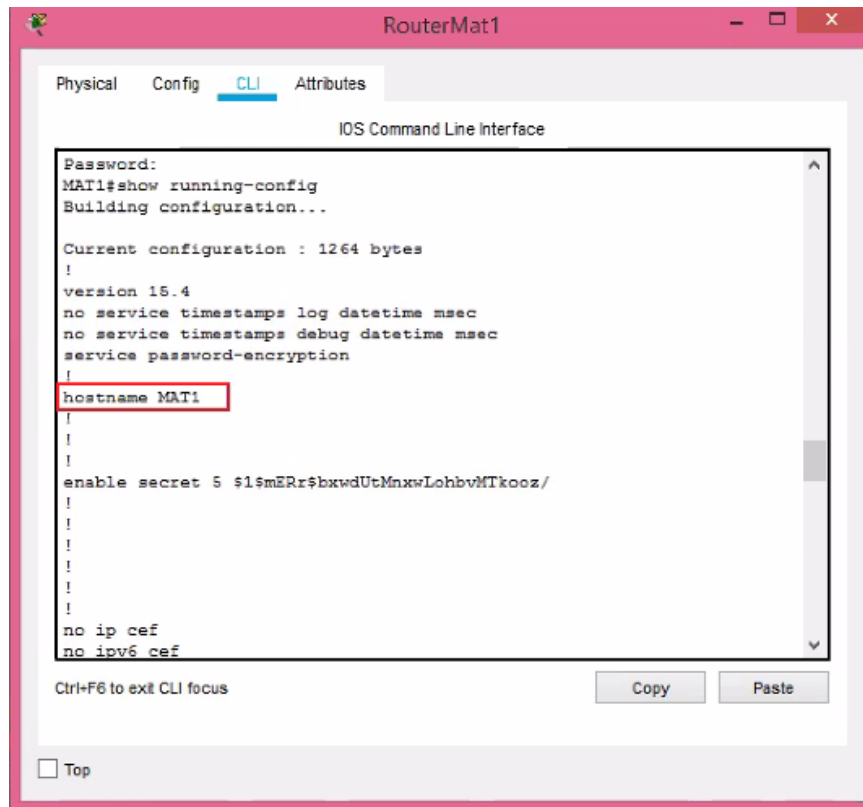 RouterMat1
Physical Config CLI Attributes
IOS Command Line Interface
Password:
MAT1#show running-config
Building configuration...
Current configuration : 1264 bytes
!
version 15.4
no service timestamps log datetime msec
no service timestamps debug datetime msec
service password-encryption
!
hostname MAT1
!
!
!
enable secret 5 $1$mERr$bxwdUtMnxwLohbvMTkooz/
!
!
!
!
!
!
no ip cef
no ipv6 cef
Ctrl+F6 to exit CLI focus
Copy Paste
Top